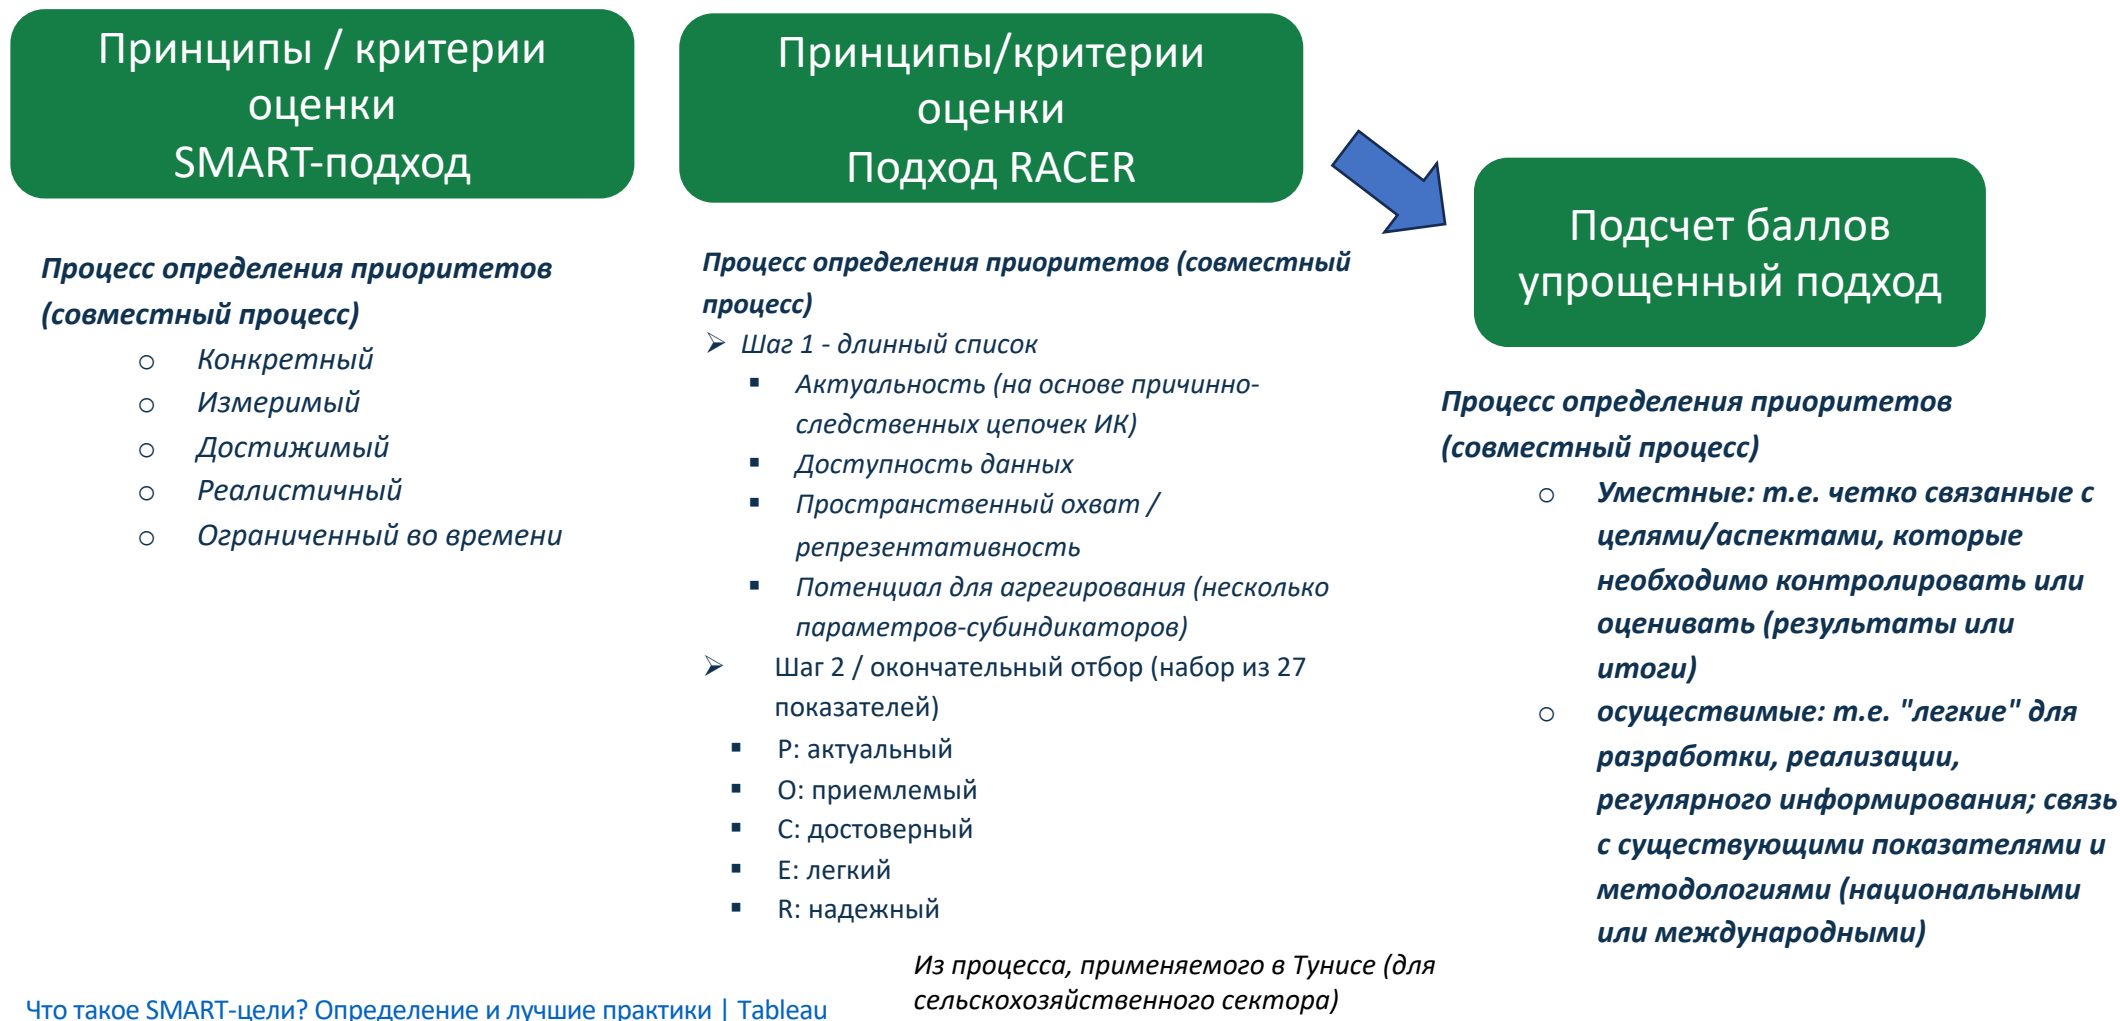 Принципы / критерии
оценки
SMART-подход
Процесс определения приоритетов
(совместный процесс)
o Конкретный
o Измеримый
o Достижимый
o Реалистичный
o Ограниченный во времени
Что такое SMART-цели? Определение и лучшие практики | Tableau
Принципы/критерии
оценки
Подход RACER
Процесс определения приоритетов (совместный
процесс)
➢ Шаг 1 - длинный список
▪ Актуальность (на основе причинно-
следственных цепочек ИК)
▪ Доступность данных
▪ Пространственный охват /
репрезентативность
▪ Потенциал для агрегирования (несколько
параметров-субиндикаторов)
➢ Шаг 2 / окончательный отбор (набор из 27
показателей)
▪ Р: актуальный
▪ О: приемлемый
▪ С: достоверный
▪ Е: легкий
▪ R: надежный
Из процесса, применяемого в Тунисе (для
сельскохозяйственного сектора)
Подсчет баллов
упрощенный подход
Процесс определения приоритетов
(совместный процесс)
o Уместные: т.е. четко связанные с
целями/аспектами, которые
необходимо контролировать или
оценивать (результаты или
итоги)
o осуществимые: т.е. "легкие" для
разработки, реализации,
регулярного информирования; связь
с существующими показателями и
методологиями (национальными
или международными)